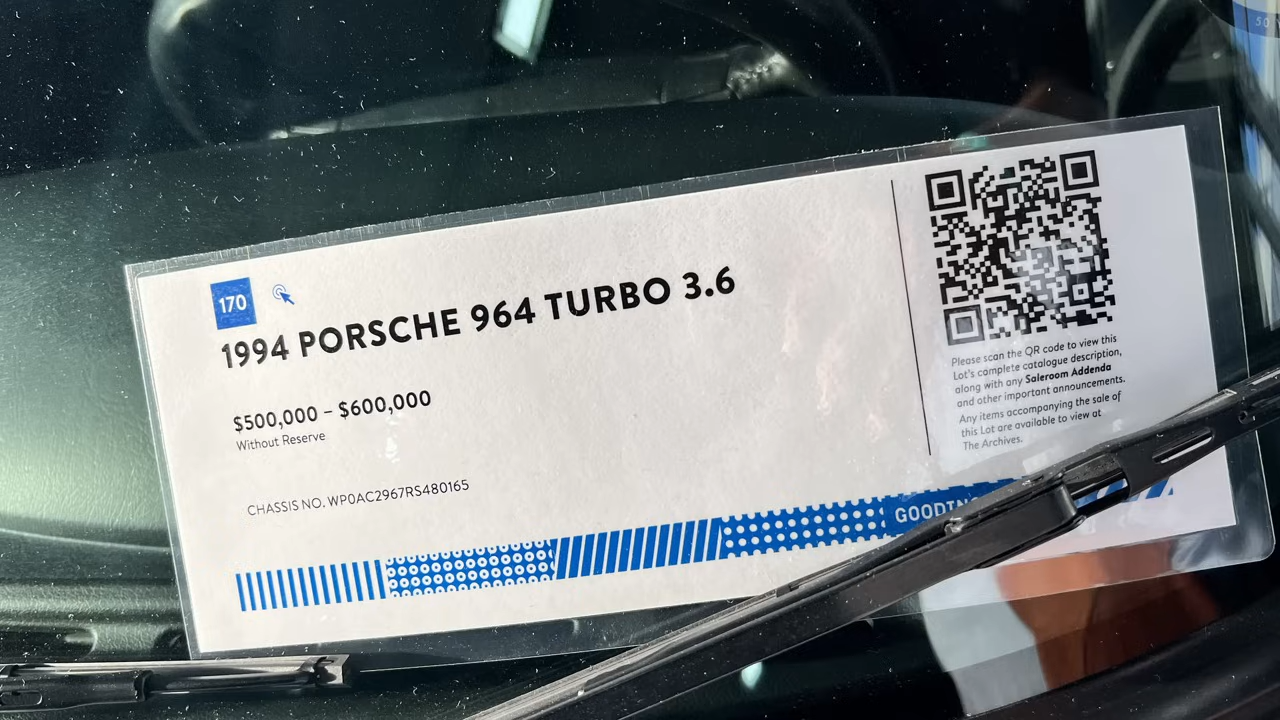 170
1994 PORSCHE 964 TURBO 3.6
$500,000 – $600,000
Without Reserve
CHASSIS NO. WP0AC2967RS480165
Please scan the QR code to view this
Lot's complete catalogue description,
along with any Saleroom Addenda
and other important announcements.
Any items accompanying the sale of
this Lot are available to view at
The Archives.
50